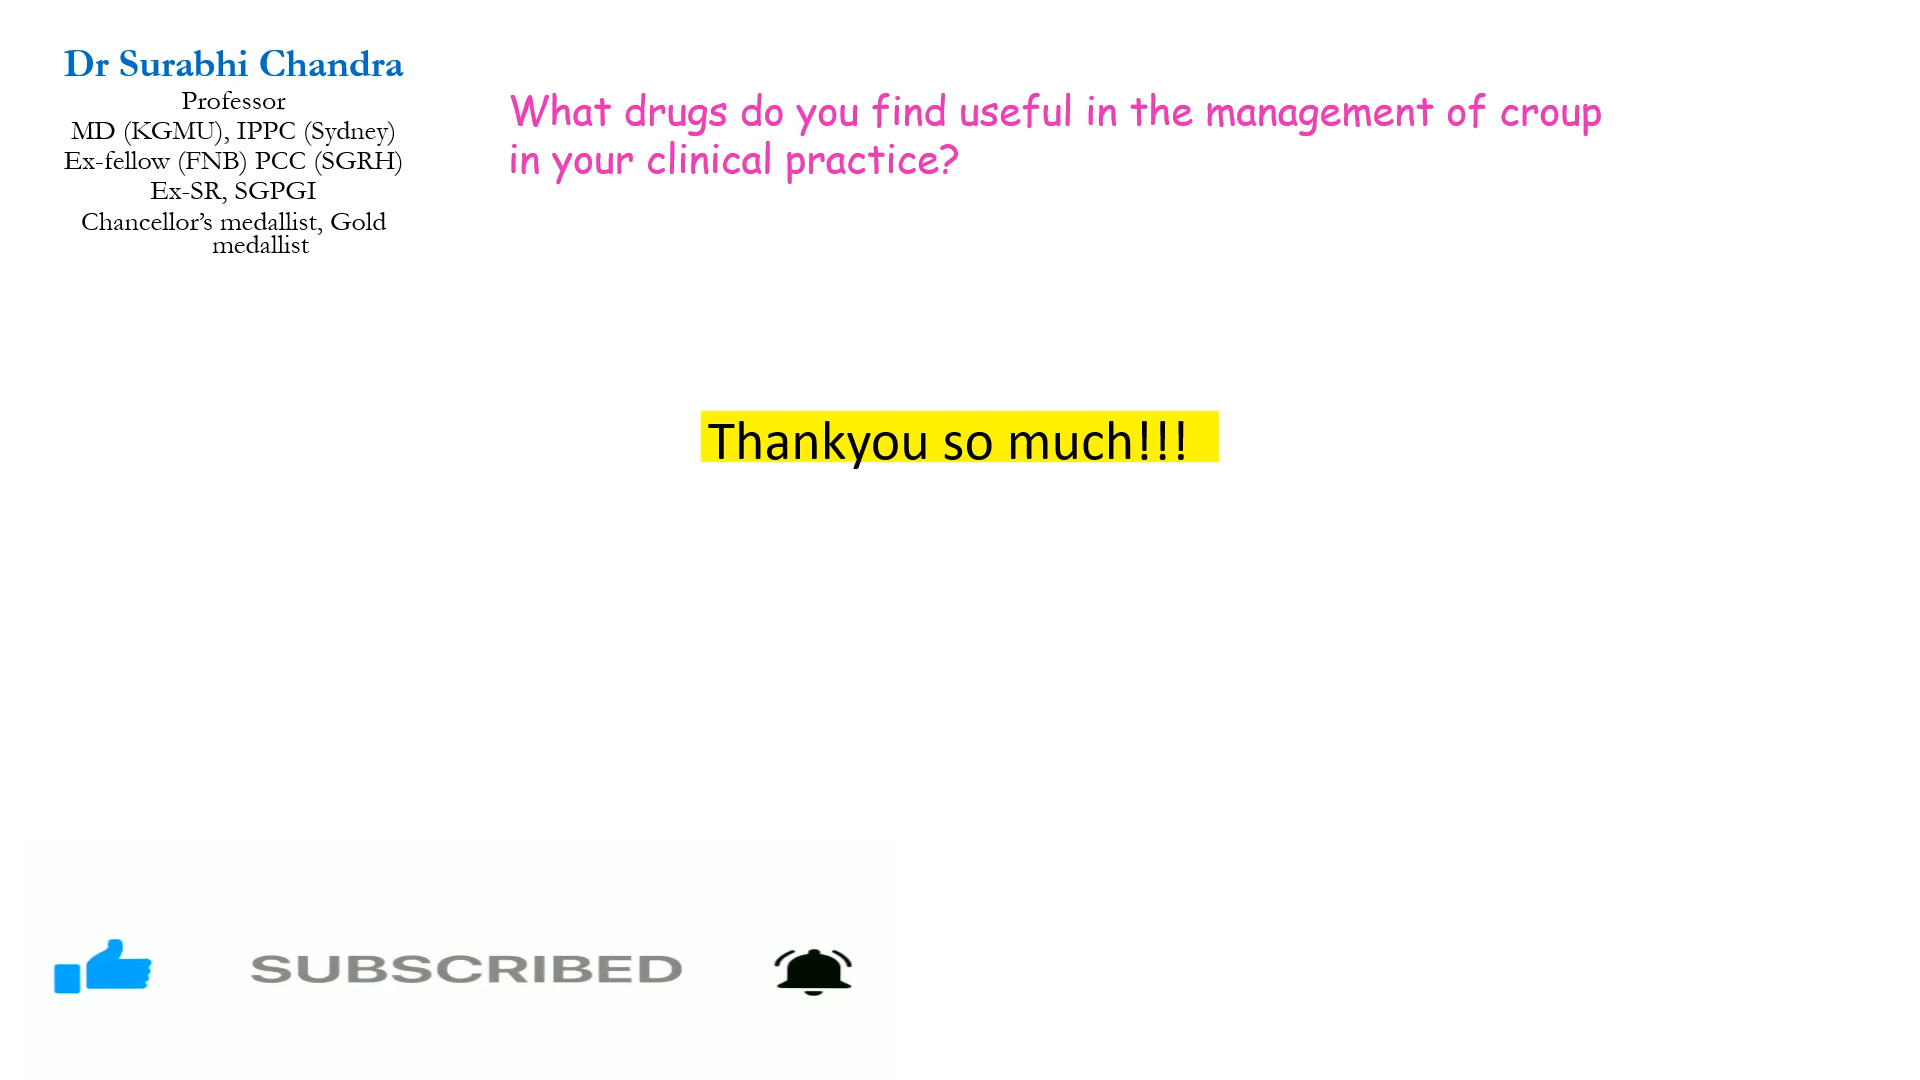 Dr Surabhi Chandra
Professor
MD (KGMU), IPPC (Sydney)
Ex-fellow (FNB) PCC (SGRH)
Ex-SR, SGPGI
Chancellor’s medallist, Gold
medallist
What drugs do you find useful in the management of croup
in your clinical practice?
Thankyou so much!!!
SUBSCRIBED